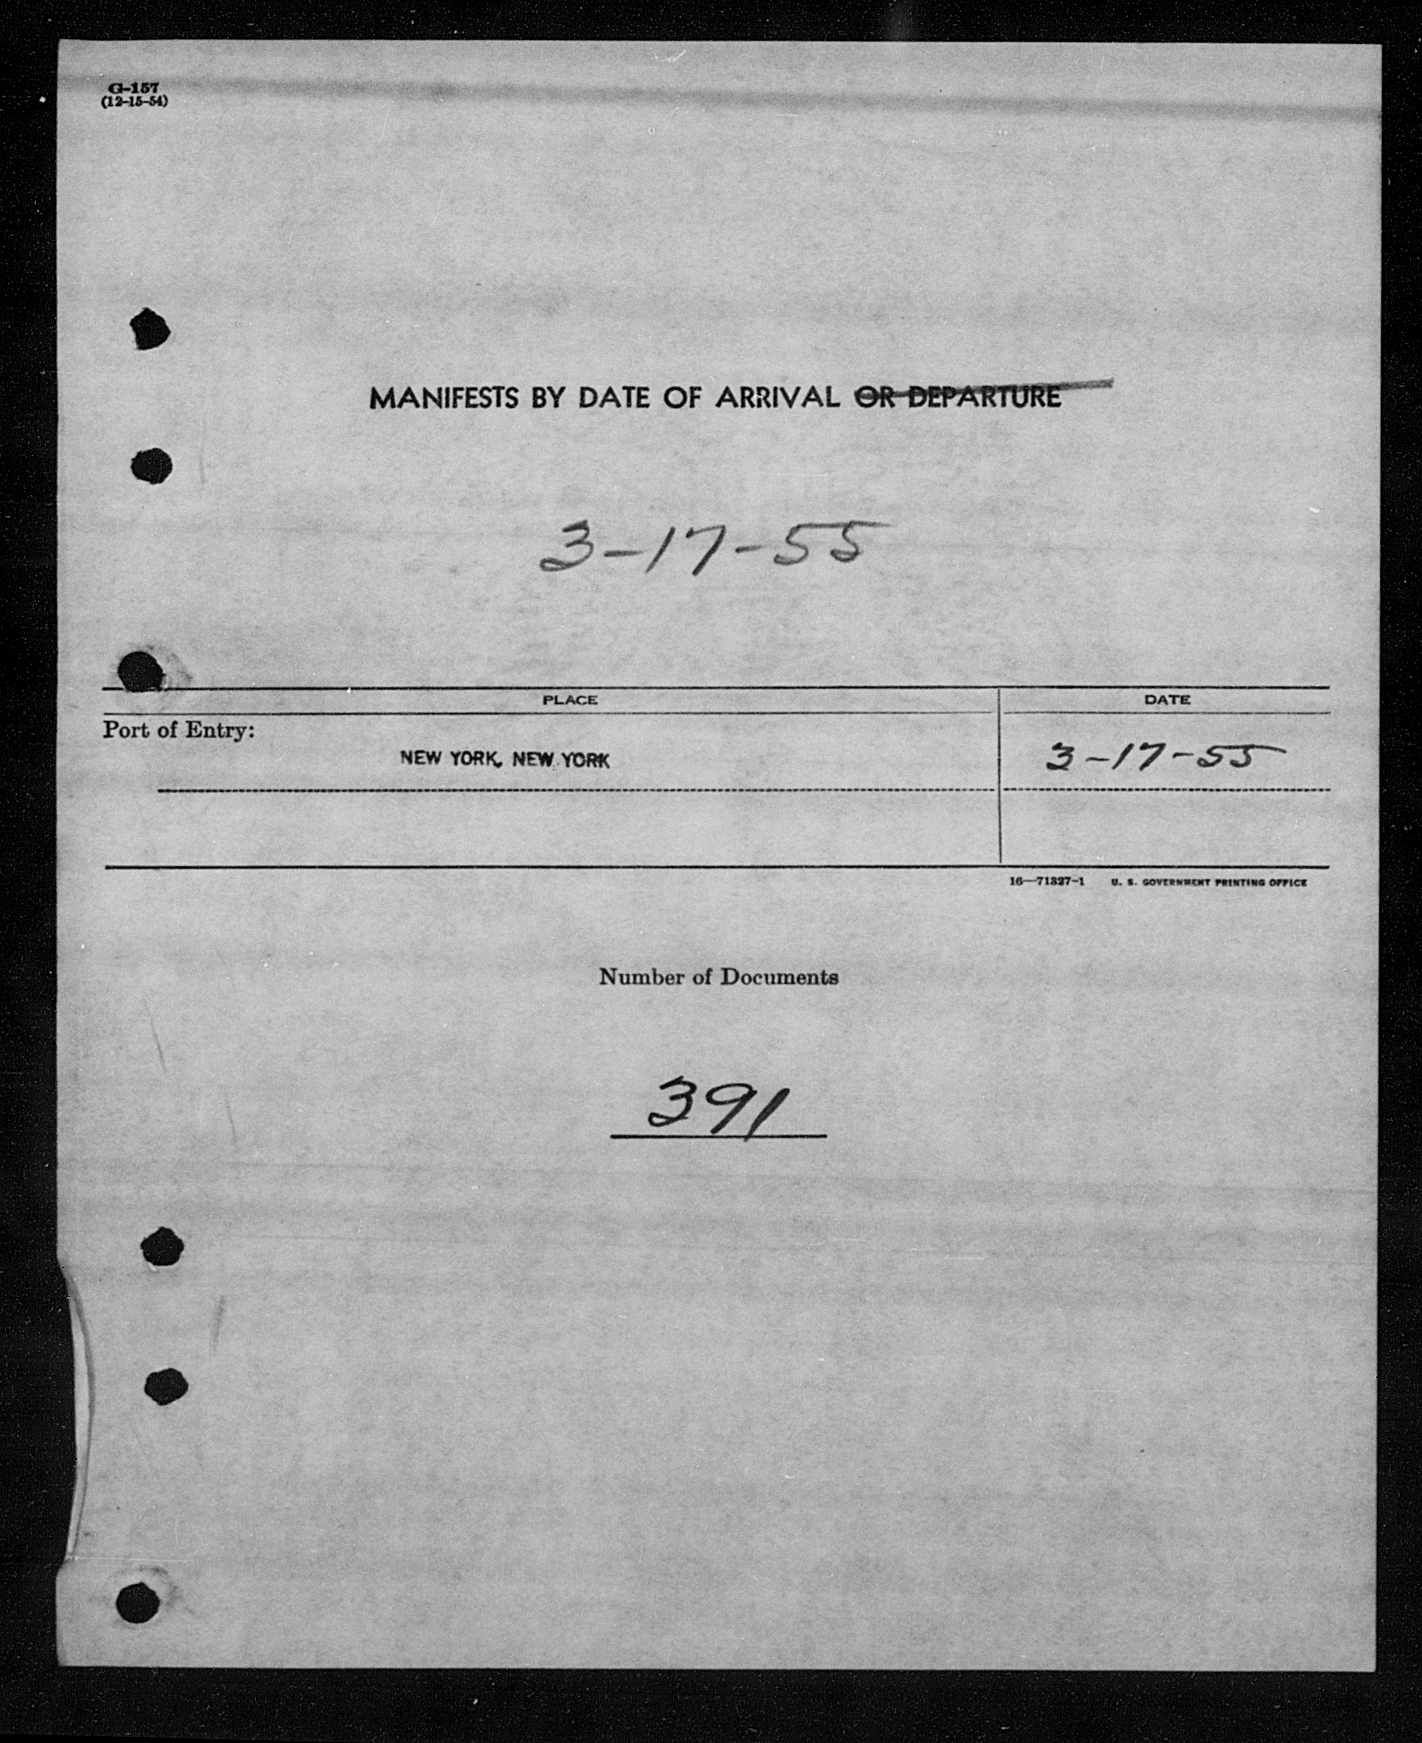 G-157
(12-15-54)
MANIFESTS BY DATE OF ARRIVAL OR DEPARTURE
3-17-55
PLACE DATE
Port of Entry:
NEW YORK, NEW YORK 3-17-55
16—71327-1 U. S. GOVERNMENT PRINTING OFFICE
Number of Documents
391